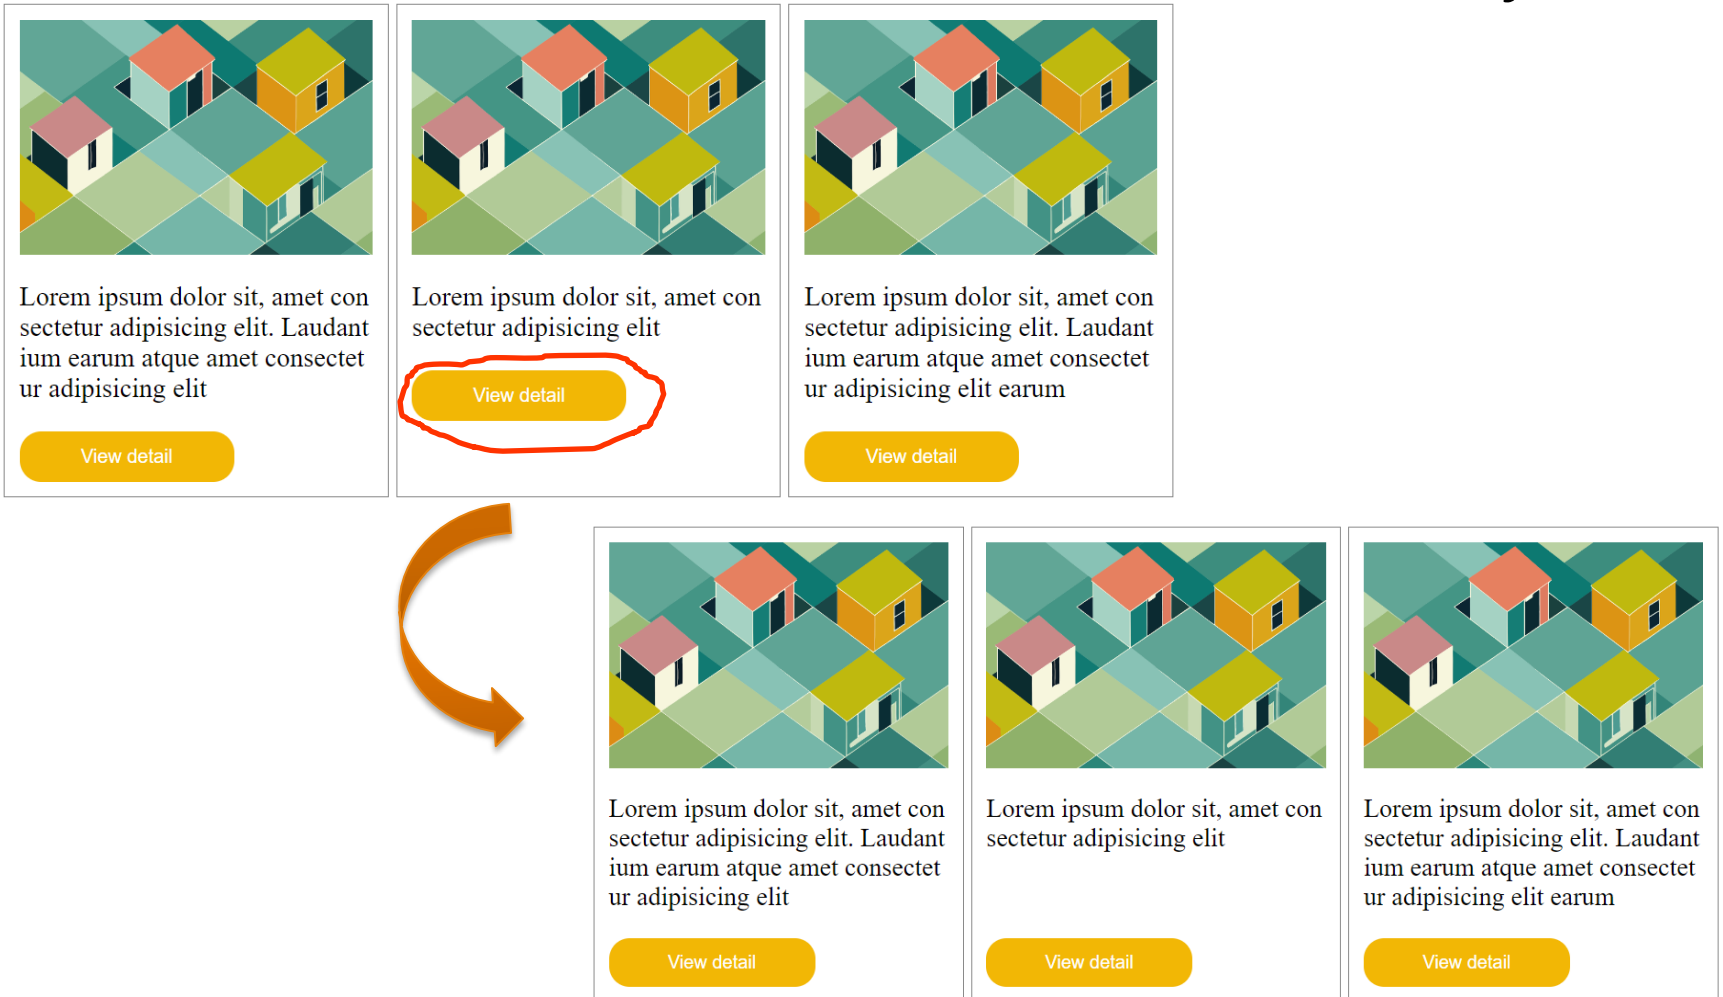 Lorem ipsum dolor sit, amet con
sectetur adipisicing elit. Laudant
ium earum atque amet consectet
ur adipisicing elit
View detail
Lorem ipsum dolor sit, amet con
sectetur adipisicing elit
View detail
Lorem ipsum dolor sit, amet con
sectetur adipisicing elit. Laudant
ium earum atque amet consectet
ur adipisicing elit earum
View detail
Lorem ipsum dolor sit, amet con
sectetur adipisicing elit. Laudant
ium earum atque amet consectet
ur adipisicing elit
View detail
Lorem ipsum dolor sit, amet con
sectetur adipisicing elit
View detail
Lorem ipsum dolor sit, amet con
sectetur adipisicing elit. Laudant
ium earum atque amet consectet
ur adipisicing elit earum
View detail